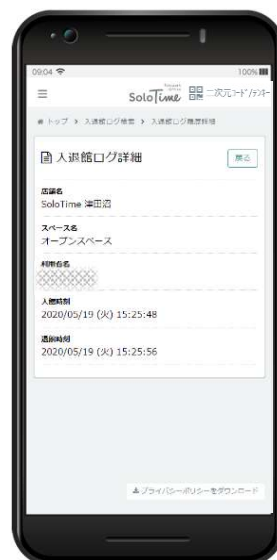 09:04 100%
SoloTime 二次元コード/テンキー
トップ > 入退館ログ検索 > 入退館ログ履歴詳細
入退館ログ詳細 戻る
店舗名
SoloTime 津田沼
スペース名
オープンスペース
利用者名
入館時刻
2020/05/19 (火) 15:25:48
退館時刻
2020/05/19 (火) 15:25:56
プライバシーポリシーをダウンロード